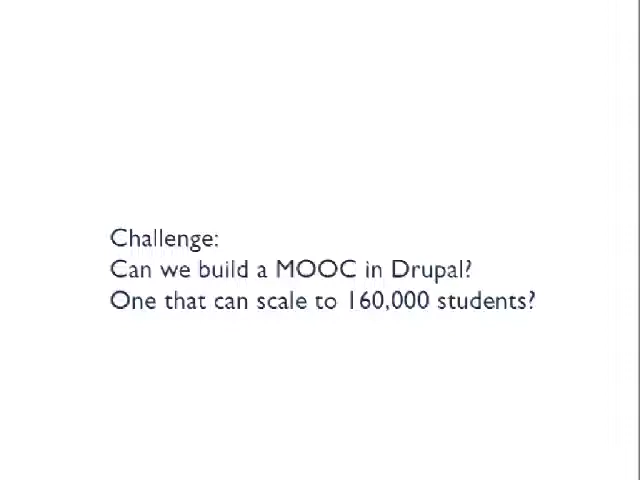 Challenge:
Can we build a MOOC in Drupal?
One that can scale to 160,000 students?